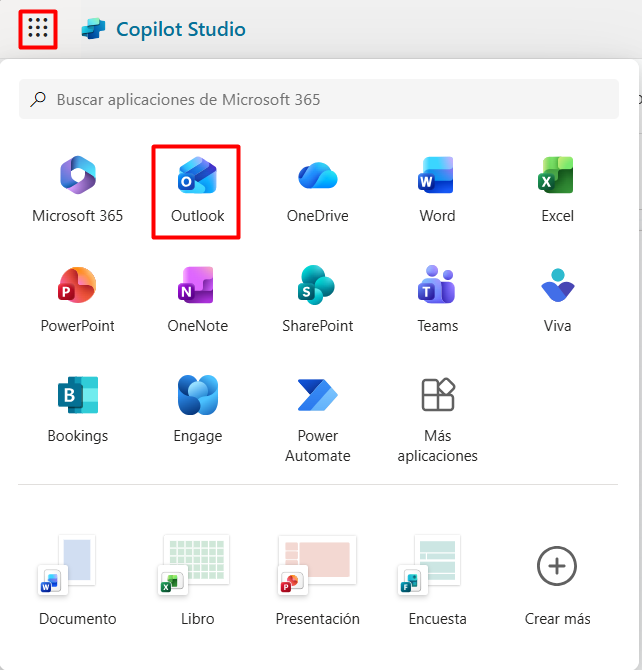 Copilot Studio
Buscar aplicaciones de Microsoft 365
Microsoft 365
Outlook
OneDrive
Word
Excel
PowerPoint
OneNote
SharePoint
Teams
Viva
Bookings
Engage
Power
Automate
Más
aplicaciones
Documento
Libro
Presentación
Encuesta
Crear más